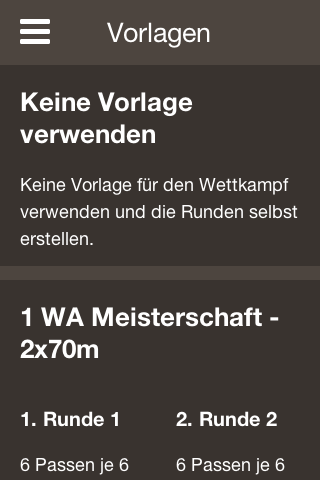 Vorlagen
Keine Vorlage
verwenden
Keine Vorlage für den Wettkampf
verwenden und die Runden selbst
erstellen.
1 WA Meisterschaft -
2x70m
1. Runde 1
2. Runde 2
6 Passen je 6
6 Passen je 6